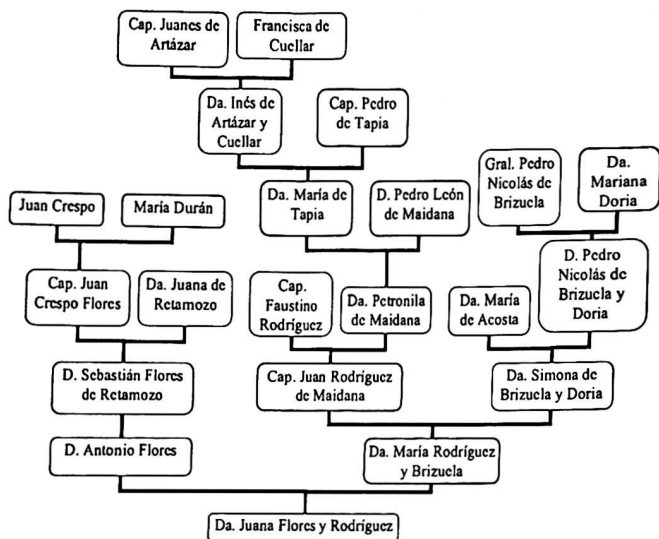 Cap. Juanes de
Artázar
Francisca de
Cuellar
Da. Inés de
Artázar y
Cuellar
Cap. Pedro
de Tapia
Gral. Pedro
Nicolás de
Brizuela
Da.
Mariana
Doria
Juan Crespo
María Durán
Da. María de
Tapia
D. Pedro León
de Maidana
Cap. Juan
Crespo Flores
Da. Juana de
Retamozo
Cap.
Faustino
Rodríguez
Da. Petronila
de Maidana
Da. María
de Acosta
D. Pedro
Nicolás de
Brizuela y
Doria
D. Sebastián Flores
de Retamozo
Cap. Juan Rodríguez
de Maidana
Da. Simona de
Brizuela y Doria
D. Antonio Flores
Da. María Rodríguez
y Brizuela
Da. Juana Flores y Rodríguez